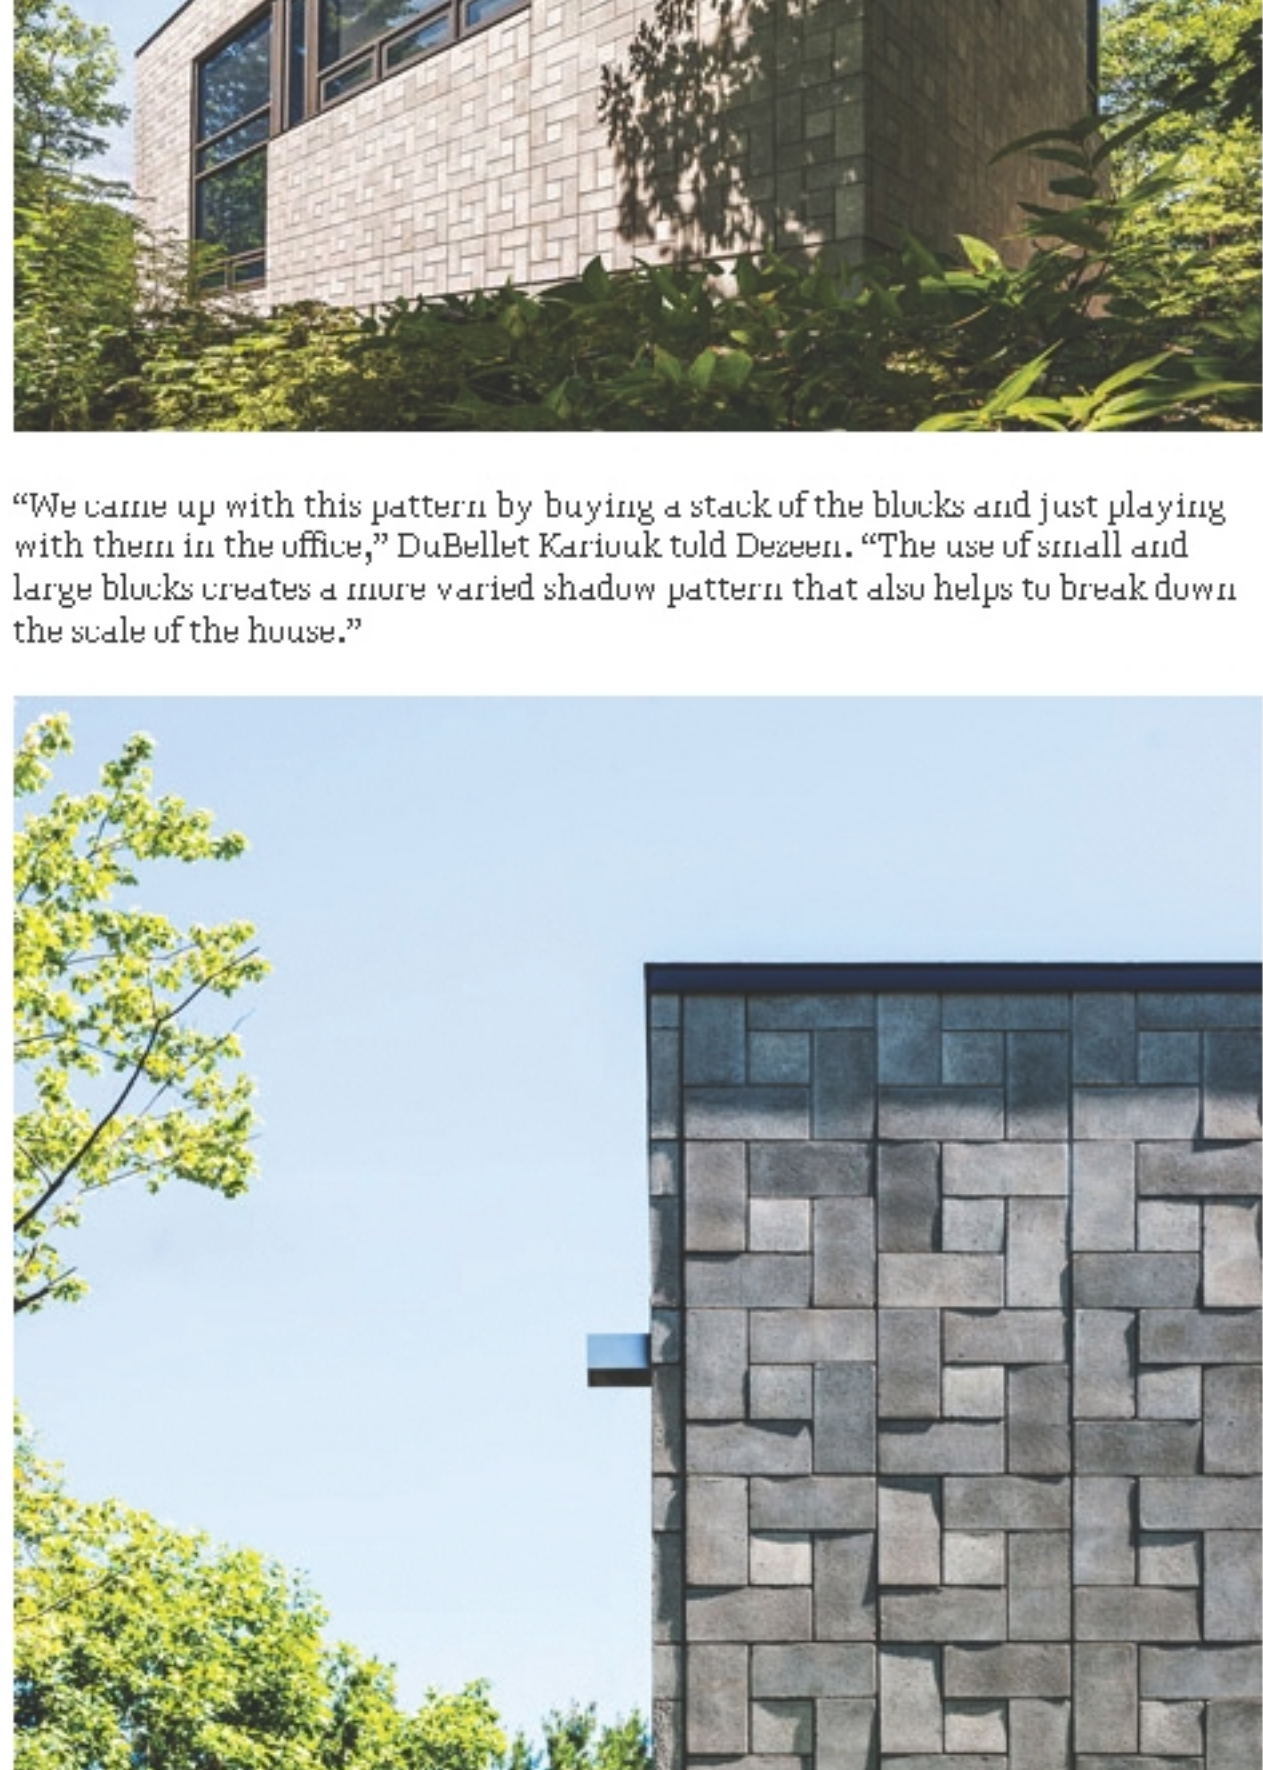 “We came up with this pattern by buying a stack of the blocks and just playing
with them in the office,” DuBellet Kariouk told Dezeen. “The use of small and
large blocks creates a more varied shadow pattern that also helps to break down
the scale of the house.”